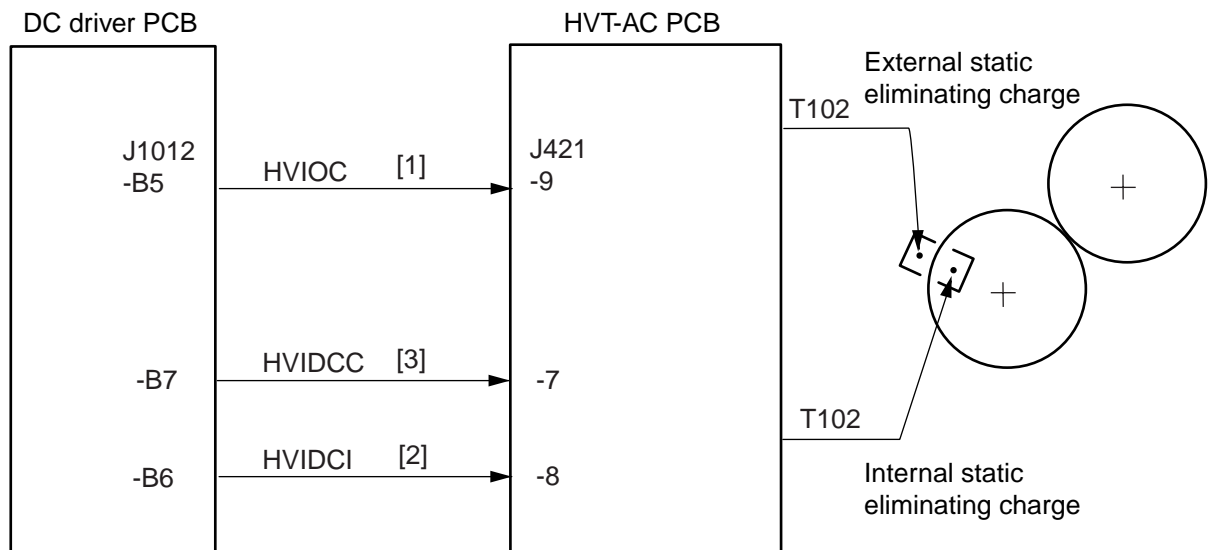 DC driver PCB
HVT-AC PCB
External static
eliminating charge
T102
J1012
-B5
HVIOC
[1]
J421
-9
-B7
HVIDCC
[3]
-7
T102
-B6
HVIDCI
[2]
-8
Internal static
eliminating charge